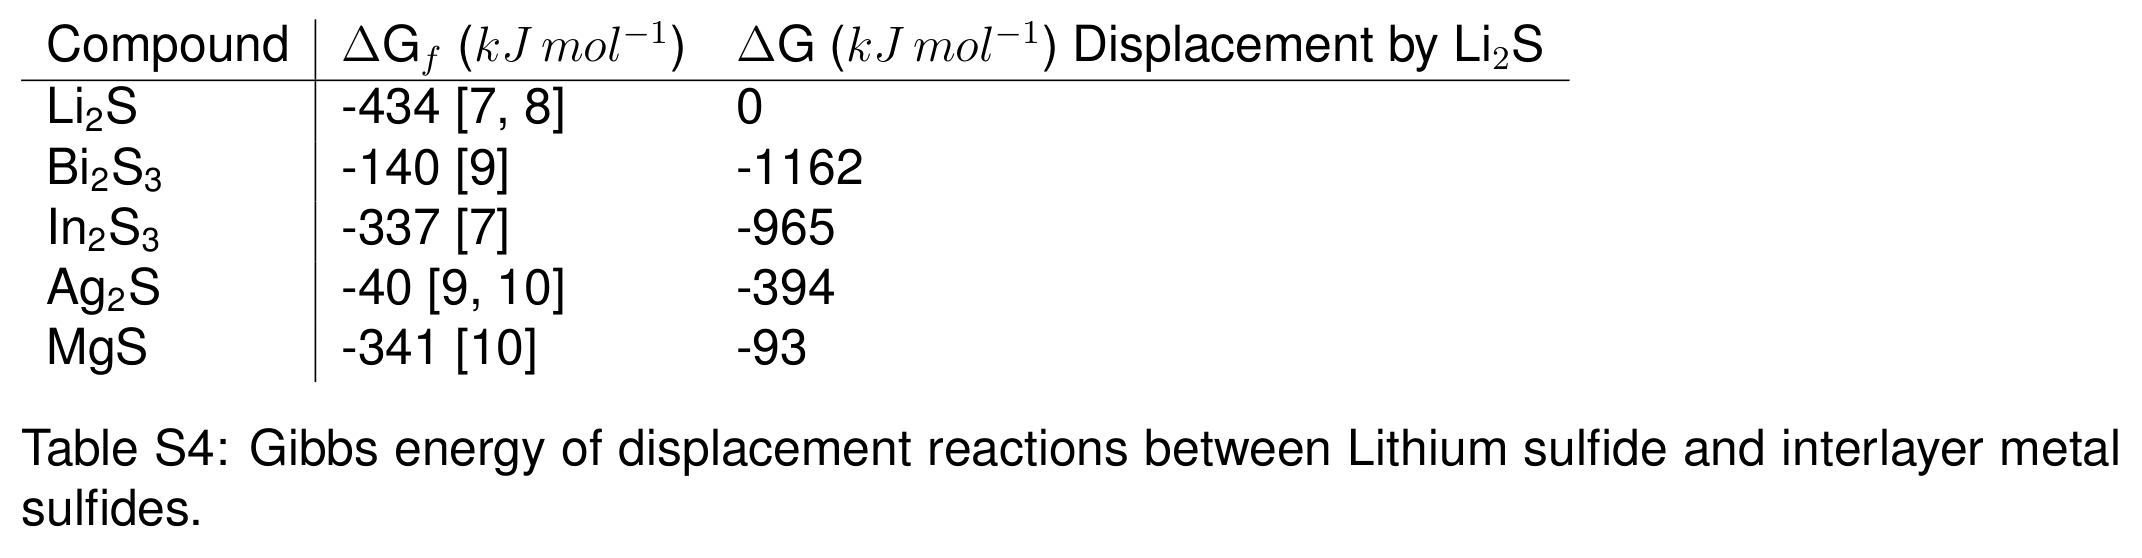 Compound ΔG_f (kJ mol⁻¹) ΔG (kJ mol⁻¹) Displacement by Li₂S
Li₂S -434 [7, 8] 0
Bi₂S₃ -140 [9] -1162
In₂S₃ -337 [7] -965
Ag₂S -40 [9, 10] -394
MgS -341 [10] -93
Table S4: Gibbs energy of displacement reactions between Lithium sulfide and interlayer metal
sulfides.